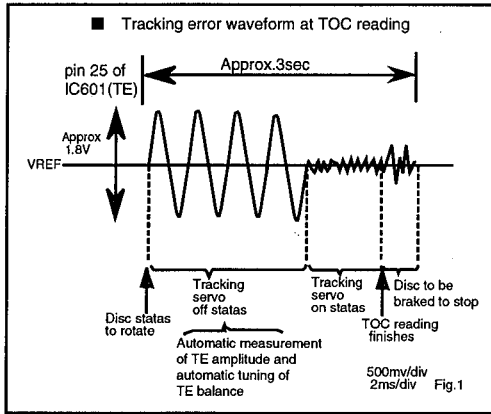 ■ Tracking error waveform at TOC reading
pin 25 of
IC601(TE)
Approx.3sec
Approx
1.8V
VREF
Disc statas
to rotate
Tracking
servo
off statas
Automatic measurement
of TE amplitude and
automatic tuning of
TE balance
Tracking
servo
on statas
Disc to be
braked to stop
TOC reading
finishes
500mv/div
2ms/div
Fig.1